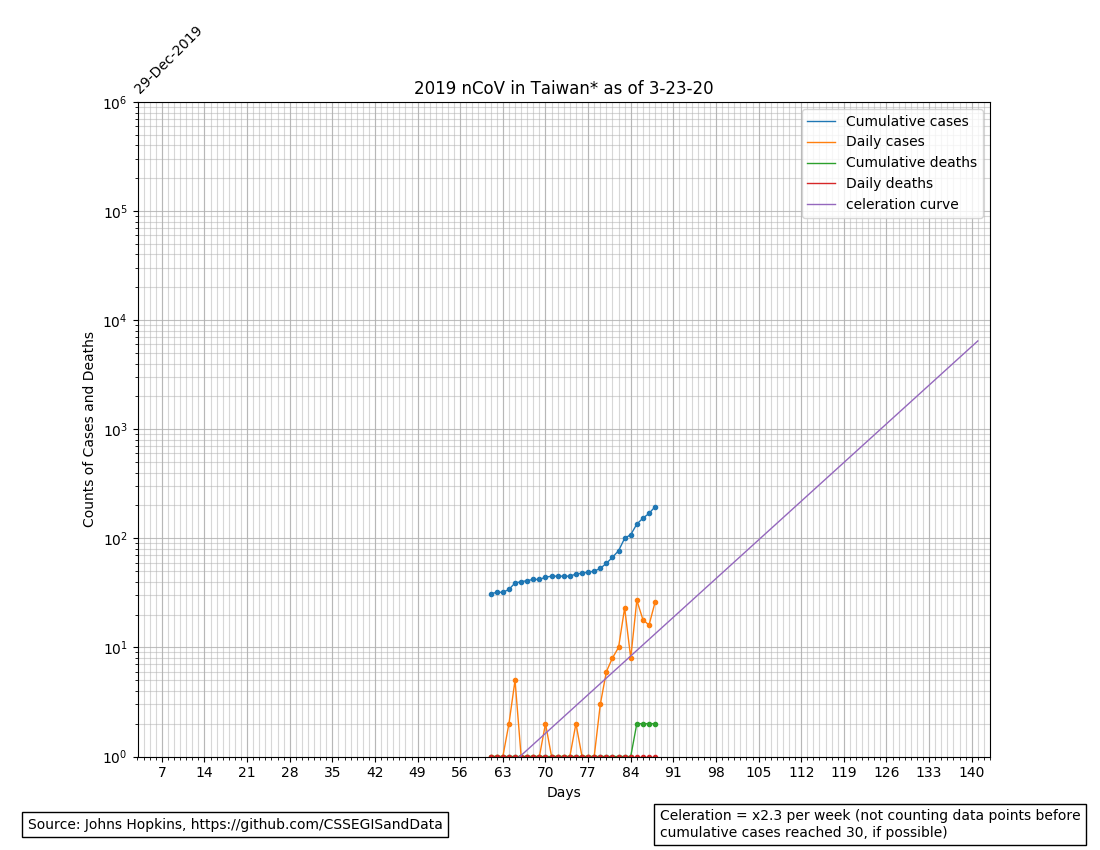 29-Dec-2019
2019 nCoV in Taiwan* as of 3-23-20
10^6
10^5
10^4
10^3
10^2
10^1
10^0
Counts of Cases and Deaths
Cumulative cases
Daily cases
Cumulative deaths
Daily deaths
celeration curve
7 14 21 28 35 42 49 56 63 70 77 84 91 98 105 112 119 126 133 140
Days
Source: Johns Hopkins, https://github.com/CSSEGISandData
Celeration = x2.3 per week (not counting data points before
cumulative cases reached 30, if possible)